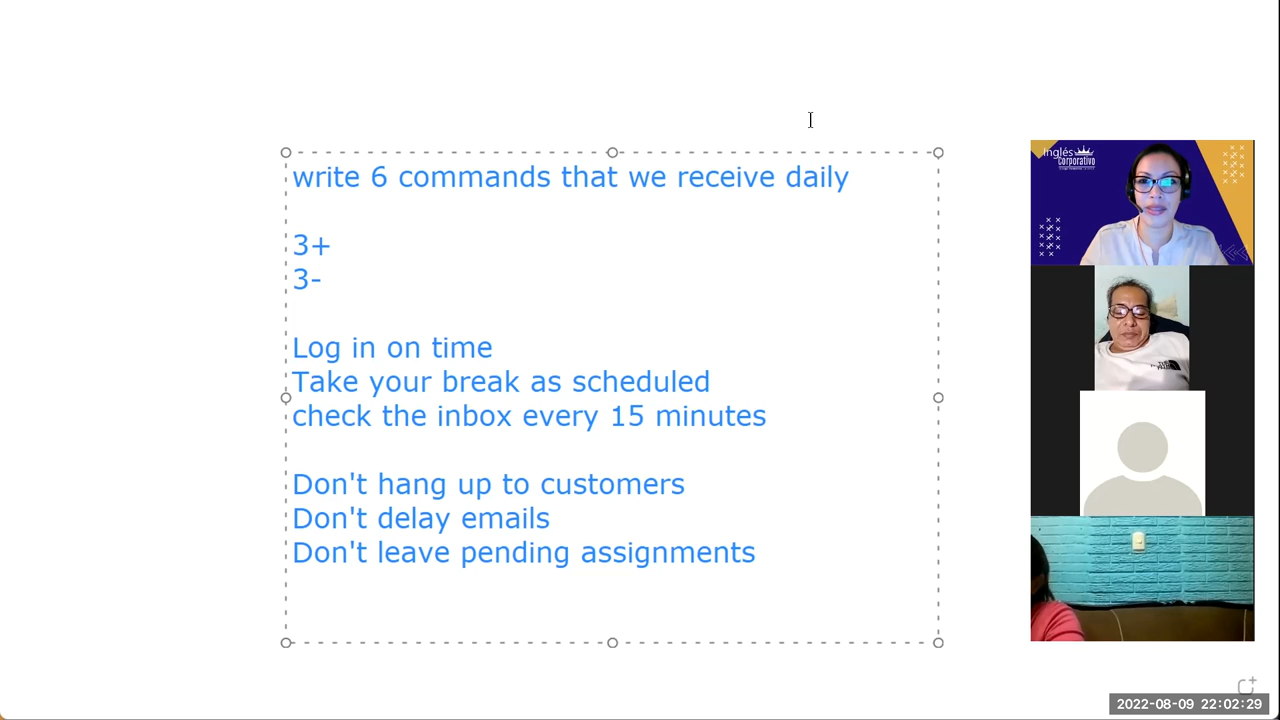 write 6 commands that we receive daily
3+
3-
Log in on time
Take your break as scheduled
check the inbox every 15 minutes
Don't hang up to customers
Don't delay emails
Don't leave pending assignments
Inglés
Corporativo
2022-08-09 22:02:29